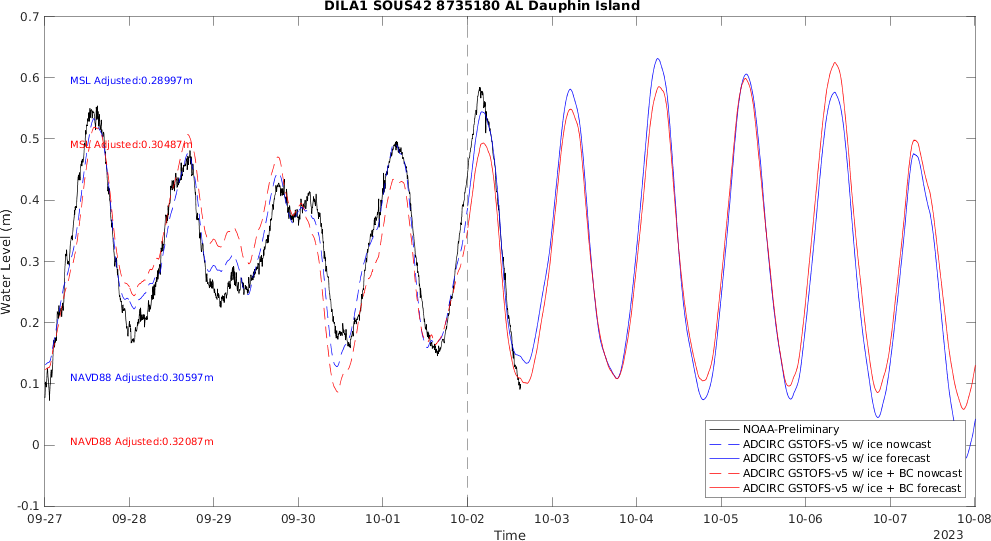 DILA1 SOUS42 8735180 AL Dauphin Island
0.7
0.6
0.5
0.4
0.3
0.2
0.1
0
-0.1
Water Level (m)
MSL Adjusted:0.28997m
MSL Adjusted:0.30487m
NAVD88 Adjusted:0.30597m
NAVD88 Adjusted:0.32087m
NOAA-Preliminary
ADCIRC GSTOFS-v5 w/ ice nowcast
ADCIRC GSTOFS-v5 w/ ice forecast
ADCIRC GSTOFS-v5 w/ ice + BC nowcast
ADCIRC GSTOFS-v5 w/ ice + BC forecast
09-27 09-28 09-29 09-30 10-01 10-02 10-03 10-04 10-05 10-06 10-07 10-08
Time
2023